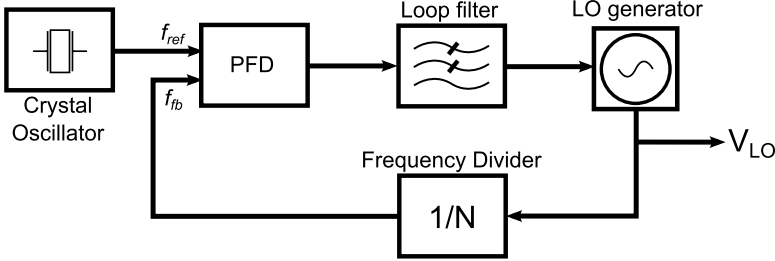 Loop filter
LO generator
f_ref
PFD
f_fb
Crystal
Oscillator
V_LO
Frequency Divider
1/N